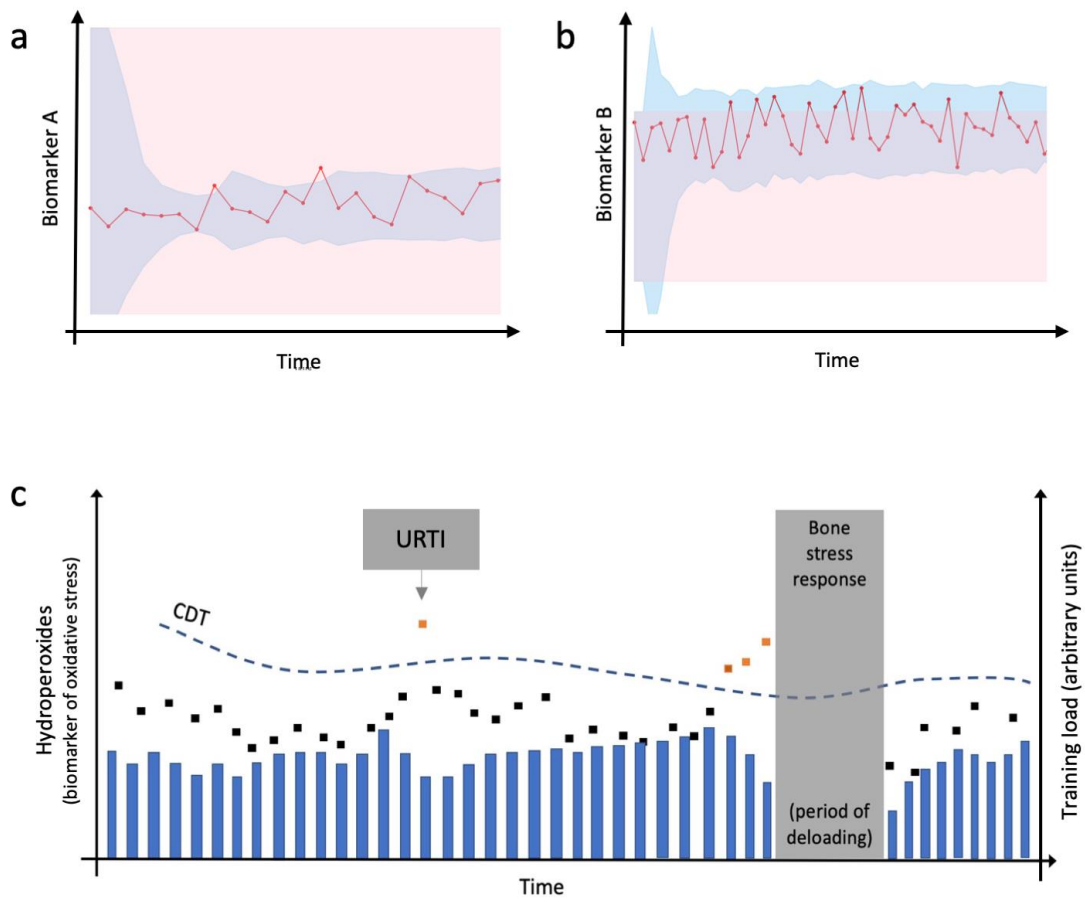 a
Biomarker A
Time
b
Biomarker B
Time
c
Hydroperoxides
(biomarker of oxidative stress)
CDT
URTI
Bone
stress
response
(period of
deloading)
Training load (arbitrary units)
Time